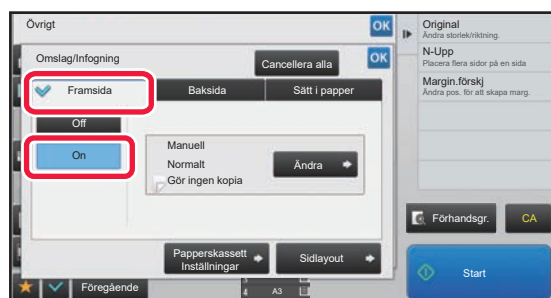 Övrigt
OK
Omslag/Infogning
Cancellera alla
OK
Framsida
Baksida
Sätt i papper
Off
On
Manuell
Normalt
Gör ingen kopia
Ändra
Papperskassett
Inställningar
Sidlayout
Föregående
4
A3
Original
Ändra storlek/riktning.
N-Upp
Placera flera sidor på en sida
Margin.förskj
Ändra pos. för att skapa marg.
Förhandsgr.
CA
Start